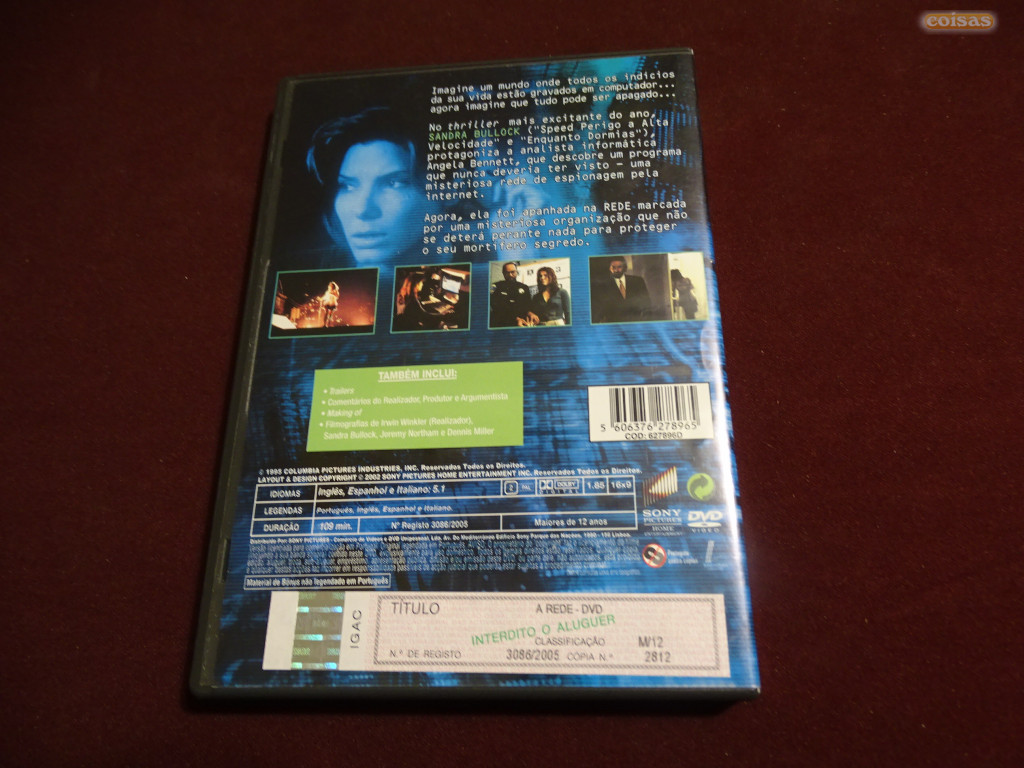 coisas
Imagine um mundo onde todos os indícios
da sua vida estão gravados em computador...
agora imagine que tudo pode ser apagado...
No thriller mais excitante do ano,
SANDRA BULLOCK ("Speed Perigo a Alta
Velocidade" e "Enquanto Dormias"),
protagoniza a analista informática
Angela Bennett, que descobre um programa
que nunca deveria ter visto - uma
misteriosa rede de espionagem pela
internet.
Agora, ela foi apanhada na REDE marcada
por uma misteriosa organização que não
se deterá perante nada para proteger
o seu mortífero segredo.
TAMBÉM INCLUI:
• Trailers
• Comentários do Realizador, Produtor e Argumentista
• Making of
• Filmografias de Irwin Winkler (Realizador),
Sandra Bullock, Jeremy Northam e Dennis Miller
5 606376 278965
COD: 627896D
© 1995 COLUMBIA PICTURES INDUSTRIES, INC. Reservados Todos os Direitos.
LAYOUT & DESIGN COPYRIGHT © 2002 SONY PICTURES HOME ENTERTAINMENT INC. Reservados Todos os Direitos.
IDIOMAS Inglês, Espanhol e Italiano: 5.1 2 PAL DOLBY DIGITAL 1.85 16x9
LEGENDAS Português, Inglês, Espanhol e Italiano.
DURAÇÃO 109 min. Nº Registo 3086/2005 Maiores de 12 anos
SONY
PICTURES
HOME
ENTERTAINMENT
DVD
VIDEO
Material de Bónus não legendado em Português
IGAC
TÍTULO A REDE - DVD
INTERDITO O ALUGUER
CLASSIFICAÇÃO M/12
N.º DE REGISTO 3086/2005 COPIA N.º 2812